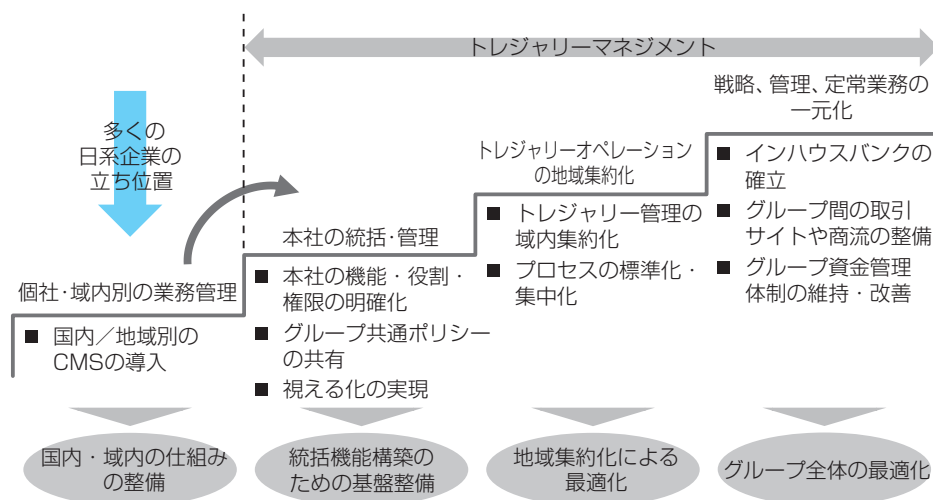 トレジャリーマネジメント
多くの
日系企業の
立ち位置
個社・域内別の業務管理
■ 国内／地域別の
CMSの導入
本社の統括・管理
■ 本社の機能・役割・
権限の明確化
■ グループ共通ポリシー
の共有
■ 視える化の実現
トレジャリーオペレーション
の地域集約化
■ トレジャリー管理の
域内集約化
■ プロセスの標準化・
集中化
戦略、管理、定常業務の
一元化
■ インハウスバンクの
確立
■ グループ間の取引
サイトや商流の整備
■ グループ資金管理
体制の維持・改善
国内・域内の仕組み
の整備
統括機能構築の
ための基盤整備
地域集約化による
最適化
グループ全体の最適化